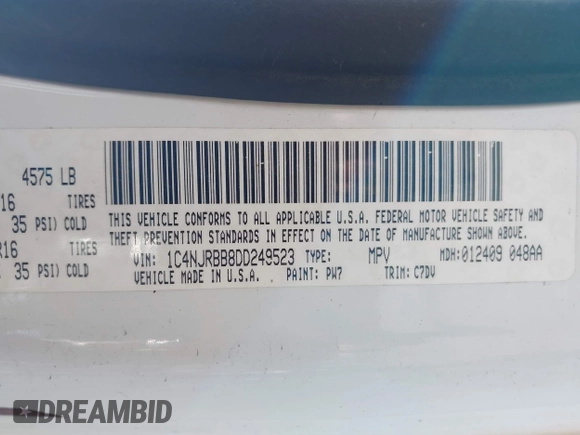 4575 LB
16 TIRES
35 PSI) COLD
R16 TIRES
35 PSI) COLD
THIS VEHICLE CONFORMS TO ALL APPLICABLE U.S.A. FEDERAL MOTOR VEHICLE SAFETY AND
THEFT PREVENTION STANDARDS IN EFFECT ON THE DATE OF MANUFACTURE SHOWN ABOVE.
VIN: 1C4NJRBB8DD249523 TYPE: MPV MDH: 012409 048AA
VEHICLE MADE IN U.S.A. PAINT: PW7 TRIM: C7DV
DREAMBID